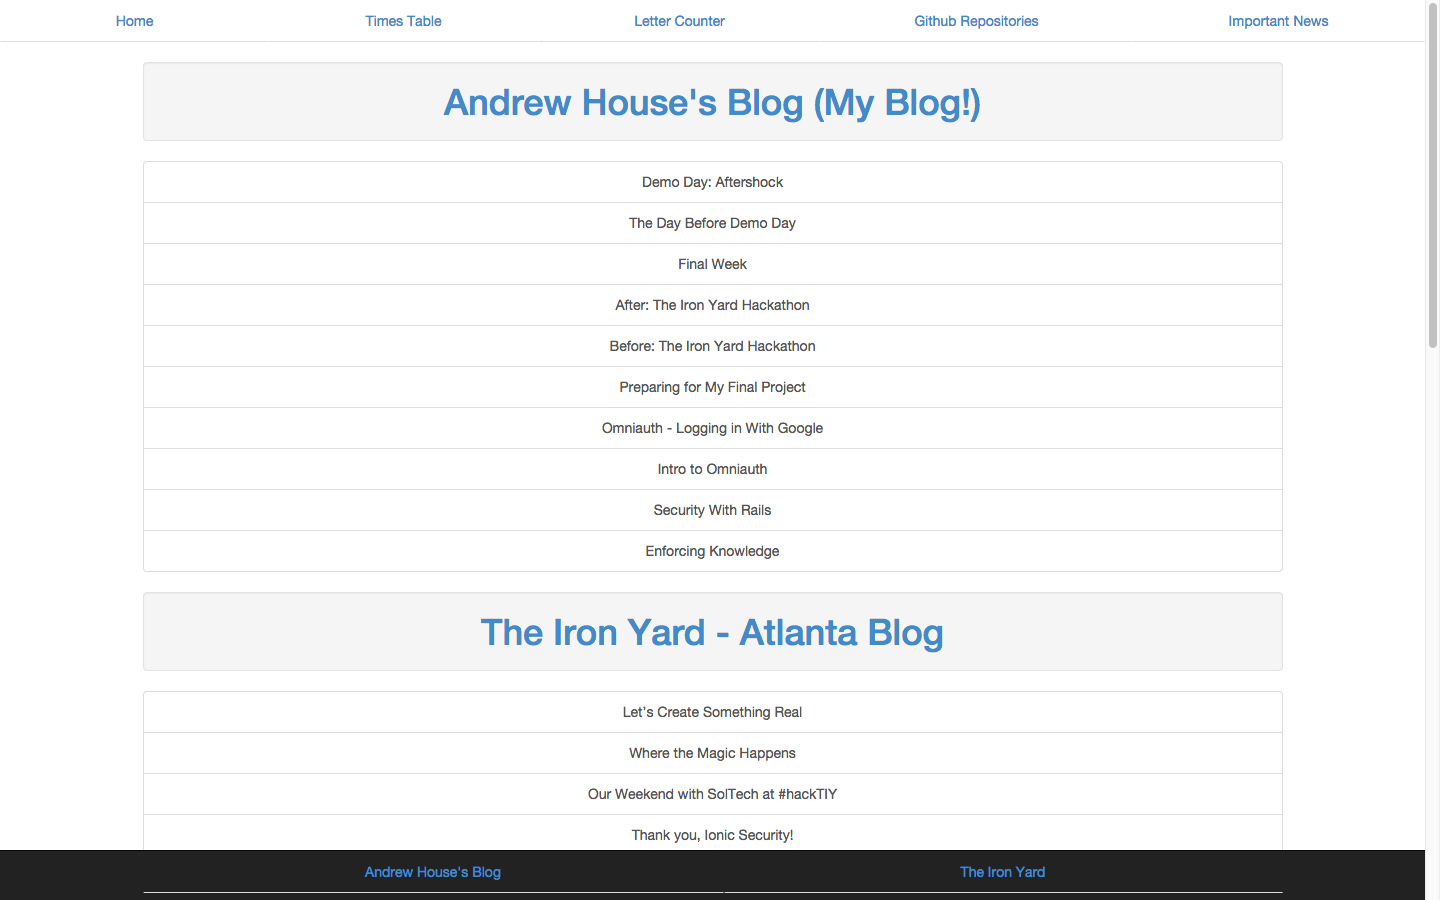 Home Times Table Letter Counter Github Repositories Important News
Andrew House's Blog (My Blog!)
Demo Day: Aftershock
The Day Before Demo Day
Final Week
After: The Iron Yard Hackathon
Before: The Iron Yard Hackathon
Preparing for My Final Project
Omniauth - Logging in With Google
Intro to Omniauth
Security With Rails
Enforcing Knowledge
The Iron Yard - Atlanta Blog
Let's Create Something Real
Where the Magic Happens
Our Weekend with SolTech at #hackTIY
Thank you, Ionic Security!
Andrew House's Blog The Iron Yard